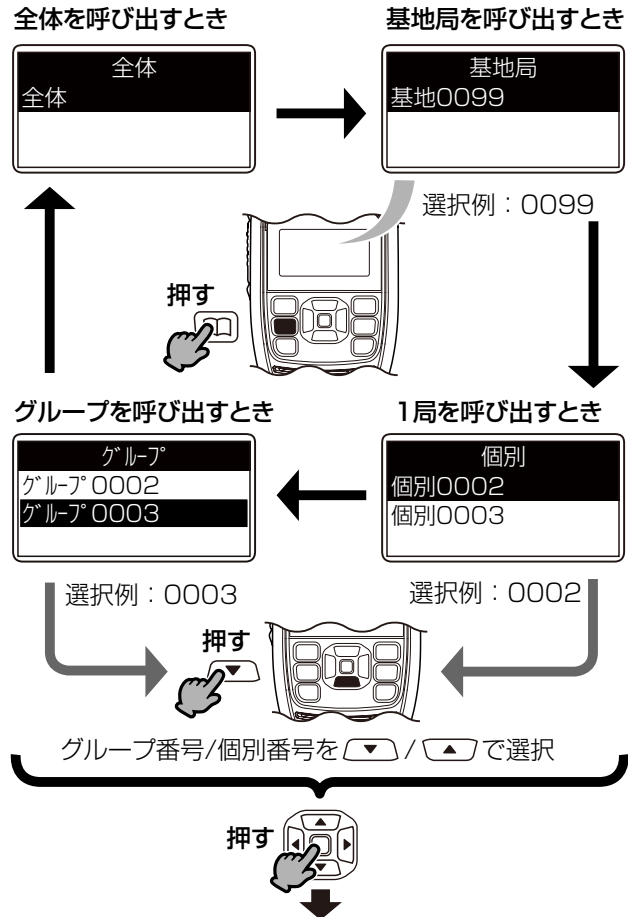 全体を呼び出すとき
基地局を呼び出すとき
全体
全体
基地局
基地0099
選択例：0099
押す
グループを呼び出すとき
1局を呼び出すとき
ｸﾞﾙｰﾌﾟ
ｸﾞﾙｰﾌﾟ0002
ｸﾞﾙｰﾌﾟ0003
個別
個別0002
個別0003
選択例：0003
選択例：0002
押す
グループ番号/個別番号を▼/▲で選択
押す